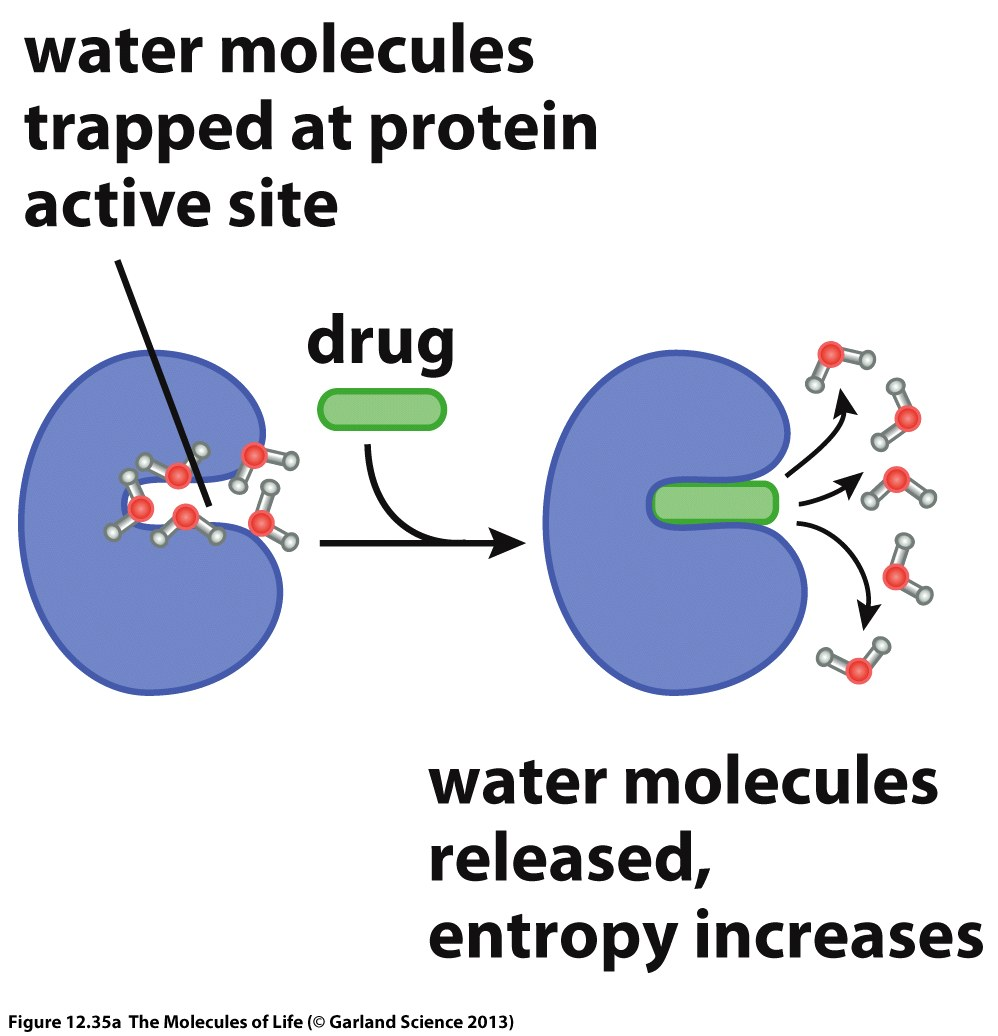 water molecules
trapped at protein
active site
drug
water molecules
released,
entropy increases
Figure 12.35a  The Molecules of Life (© Garland Science 2013)